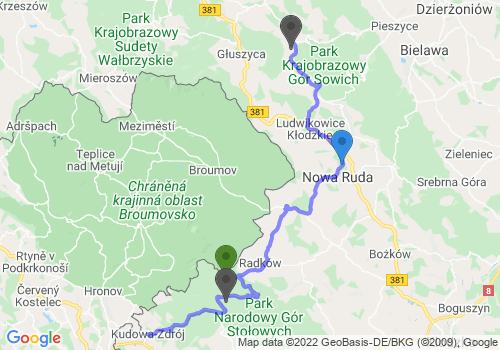 Krzeszów
Park
Krajobrazowy
Sudety
Wałbrzyskie
381
Głuszyca
Pieszyce
Dzierżoniów
Bielawa
Park
Krajobrazowy
Gór Sowich
Mieroszów
381
Ludwikowice
Kłodzkie
Adršpach
Meziměstí
Teplice
nad Metují
Broumov
Zieleniec
Chráněná
krajinná oblast
Broumovsko
Nowa Ruda
Srebrna Góra
Rtyně v
Podkrkonoší
Radków
Bożków
Červený
Kostelec
Hronov
381
Boguszyn
8
Park
Narodowy Gór
Stołowych
Kudowa-Zdrój
Google
Map data ©2022 GeoBasis-DE/BKG (©2009), Google